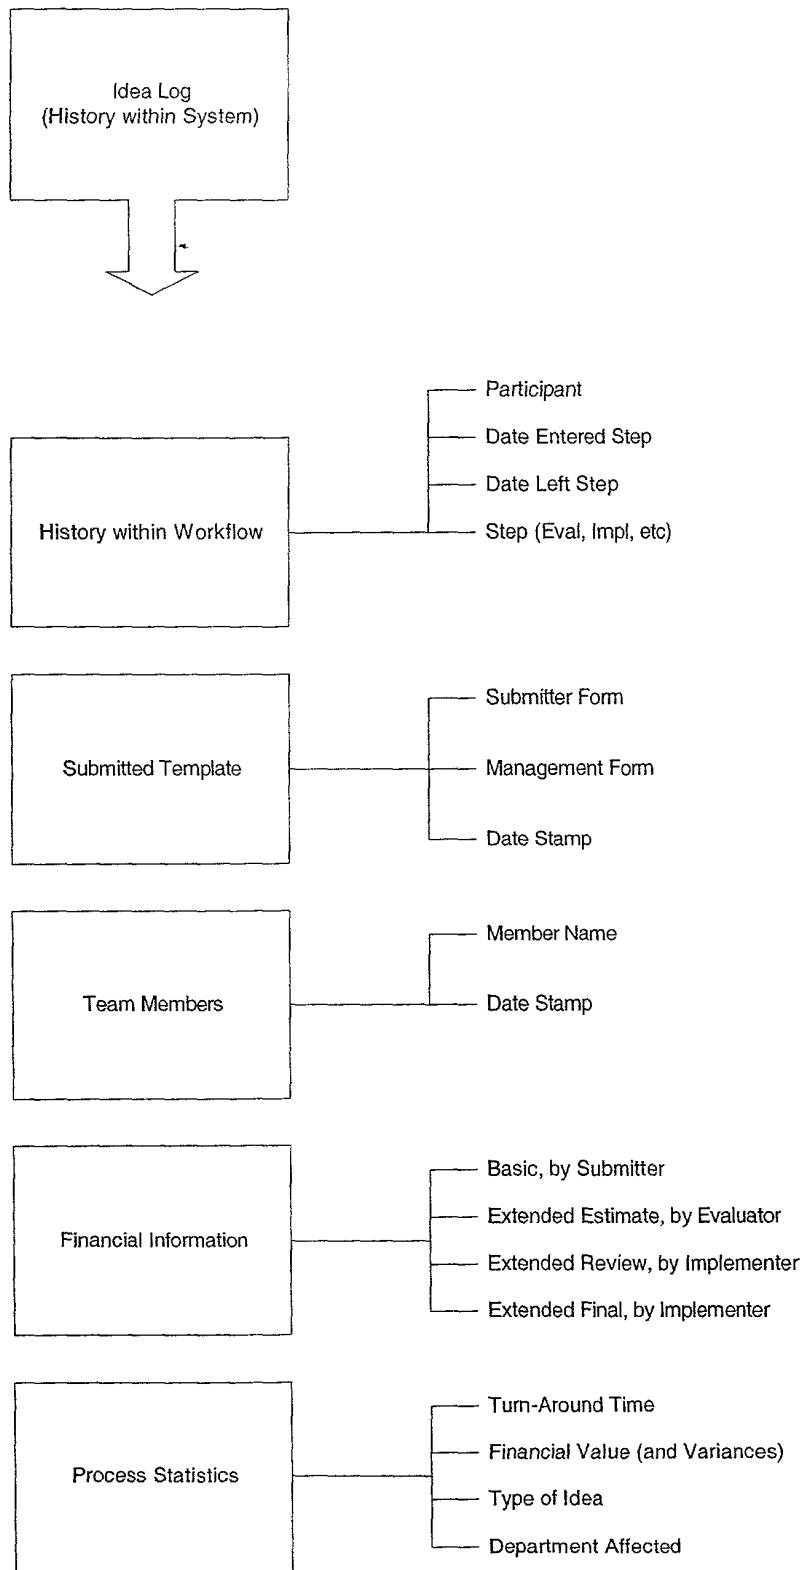 Idea Log
(History within System)
Participant
Date Entered Step
Date Left Step
History within Workflow
Step (Eval, Impl, etc)
Submitter Form
Submitted Template
Management Form
Date Stamp
Member Name
Team Members
Date Stamp
Basic, by Submitter
Extended Estimate, by Evaluator
Financial Information
Extended Review, by Implementer
Extended Final, by Implementer
Turn-Around Time
Financial Value (and Variances)
Process Statistics
Type of Idea
Department Affected